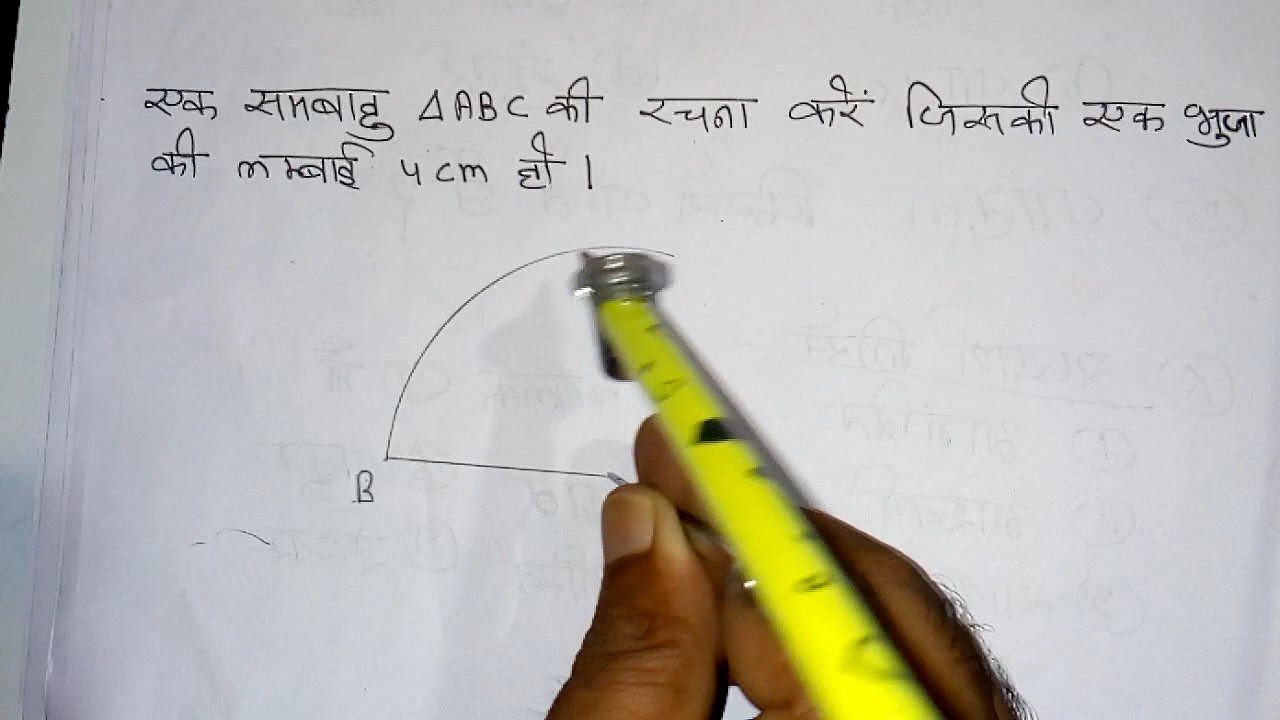 एक समबाहु ΔABC की रचना करें जिसकी एक भुजा
की लम्बाई 4 cm हो।
B